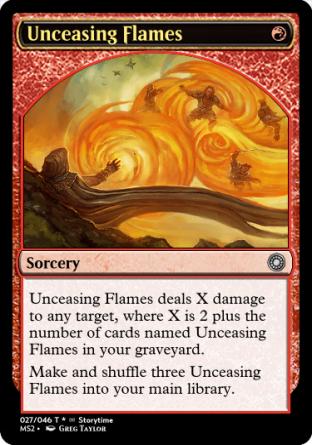 Unceasing Flames
Sorcery
Unceasing Flames deals X damage
to any target, where X is 2 plus the
number of cards named Unceasing
Flames in your graveyard.
Make and shuffle three Unceasing
Flames into your main library.
027/046 T * ∞ Storytime
MS2 • Greg Taylor